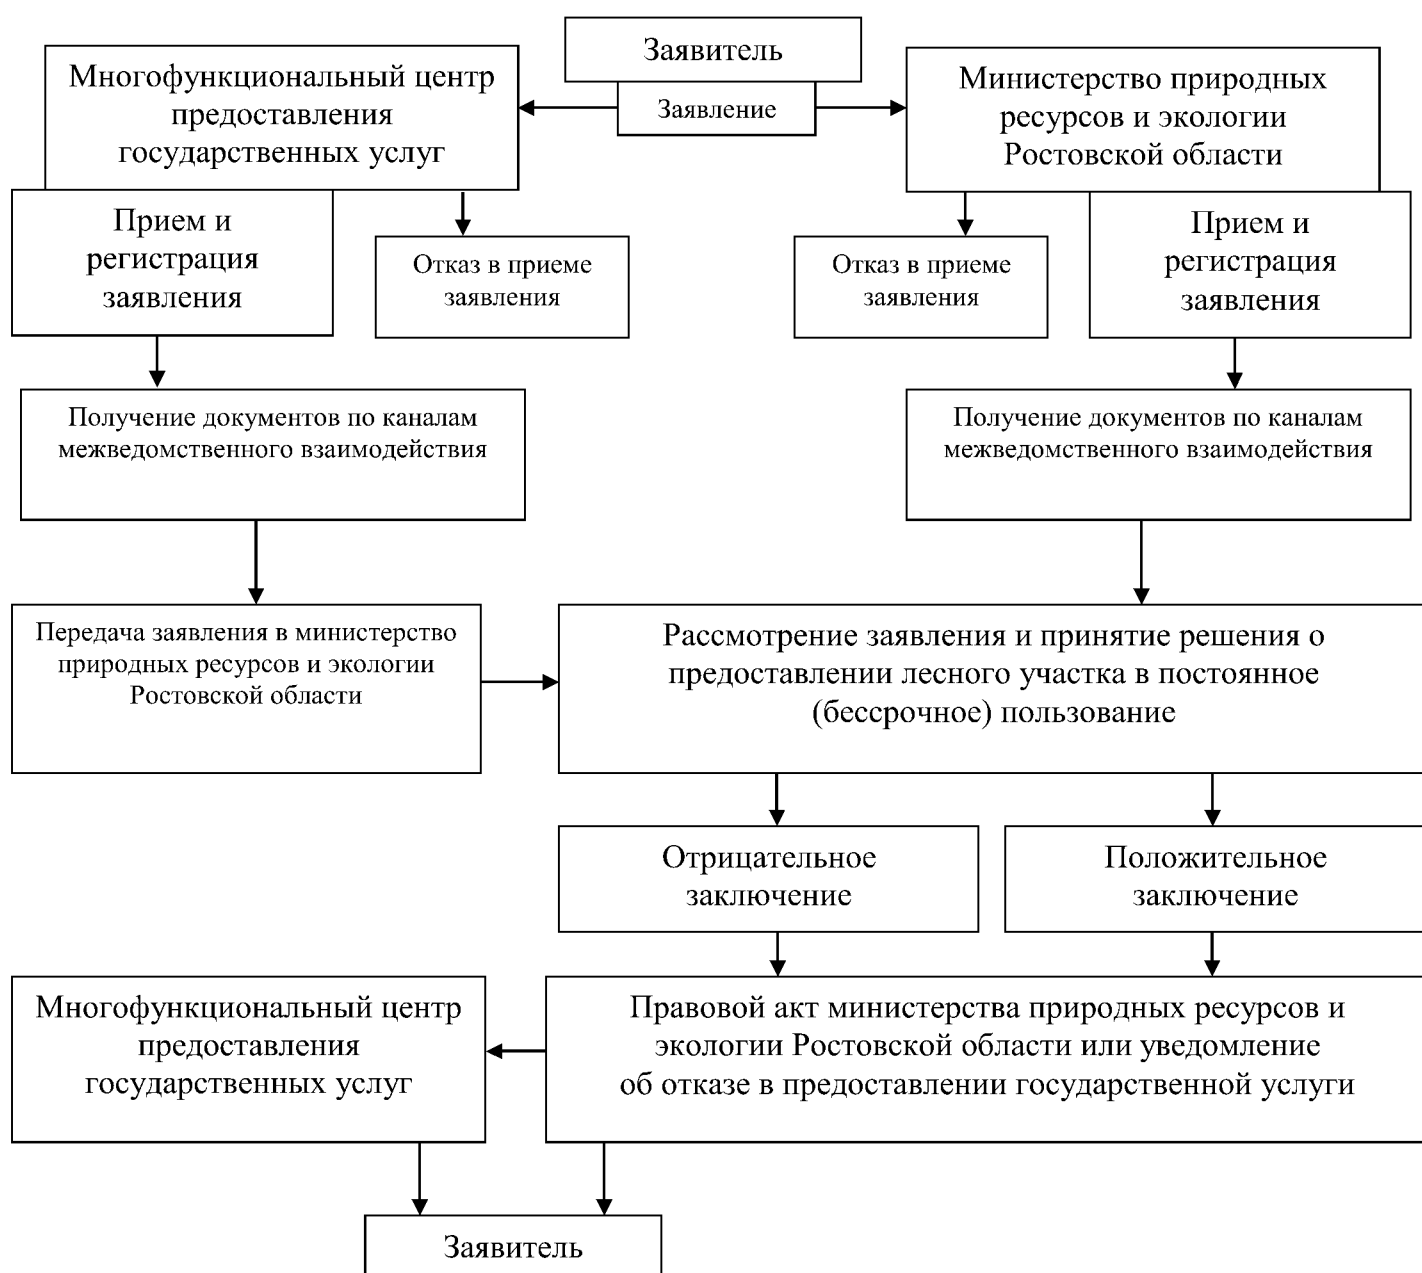 Заявитель
Заявление
Многофункциональный центр
предоставления
государственных услуг
Министерство природных
ресурсов и экологии
Ростовской области
Прием и
регистрация
заявления
Отказ в приеме
заявления
Отказ в приеме
заявления
Прием и
регистрация
заявления
Получение документов по каналам
межведомственного взаимодействия
Получение документов по каналам
межведомственного взаимодействия
Передача заявления в министерство
природных ресурсов и экологии
Ростовской области
Рассмотрение заявления и принятие решения о
предоставлении лесного участка в постоянное
(бессрочное) пользование
Отрицательное
заключение
Положительное
заключение
Многофункциональный центр
предоставления
государственных услуг
Правовой акт министерства природных ресурсов и
экологии Ростовской области или уведомление
об отказе в предоставлении государственной услуги
Заявитель